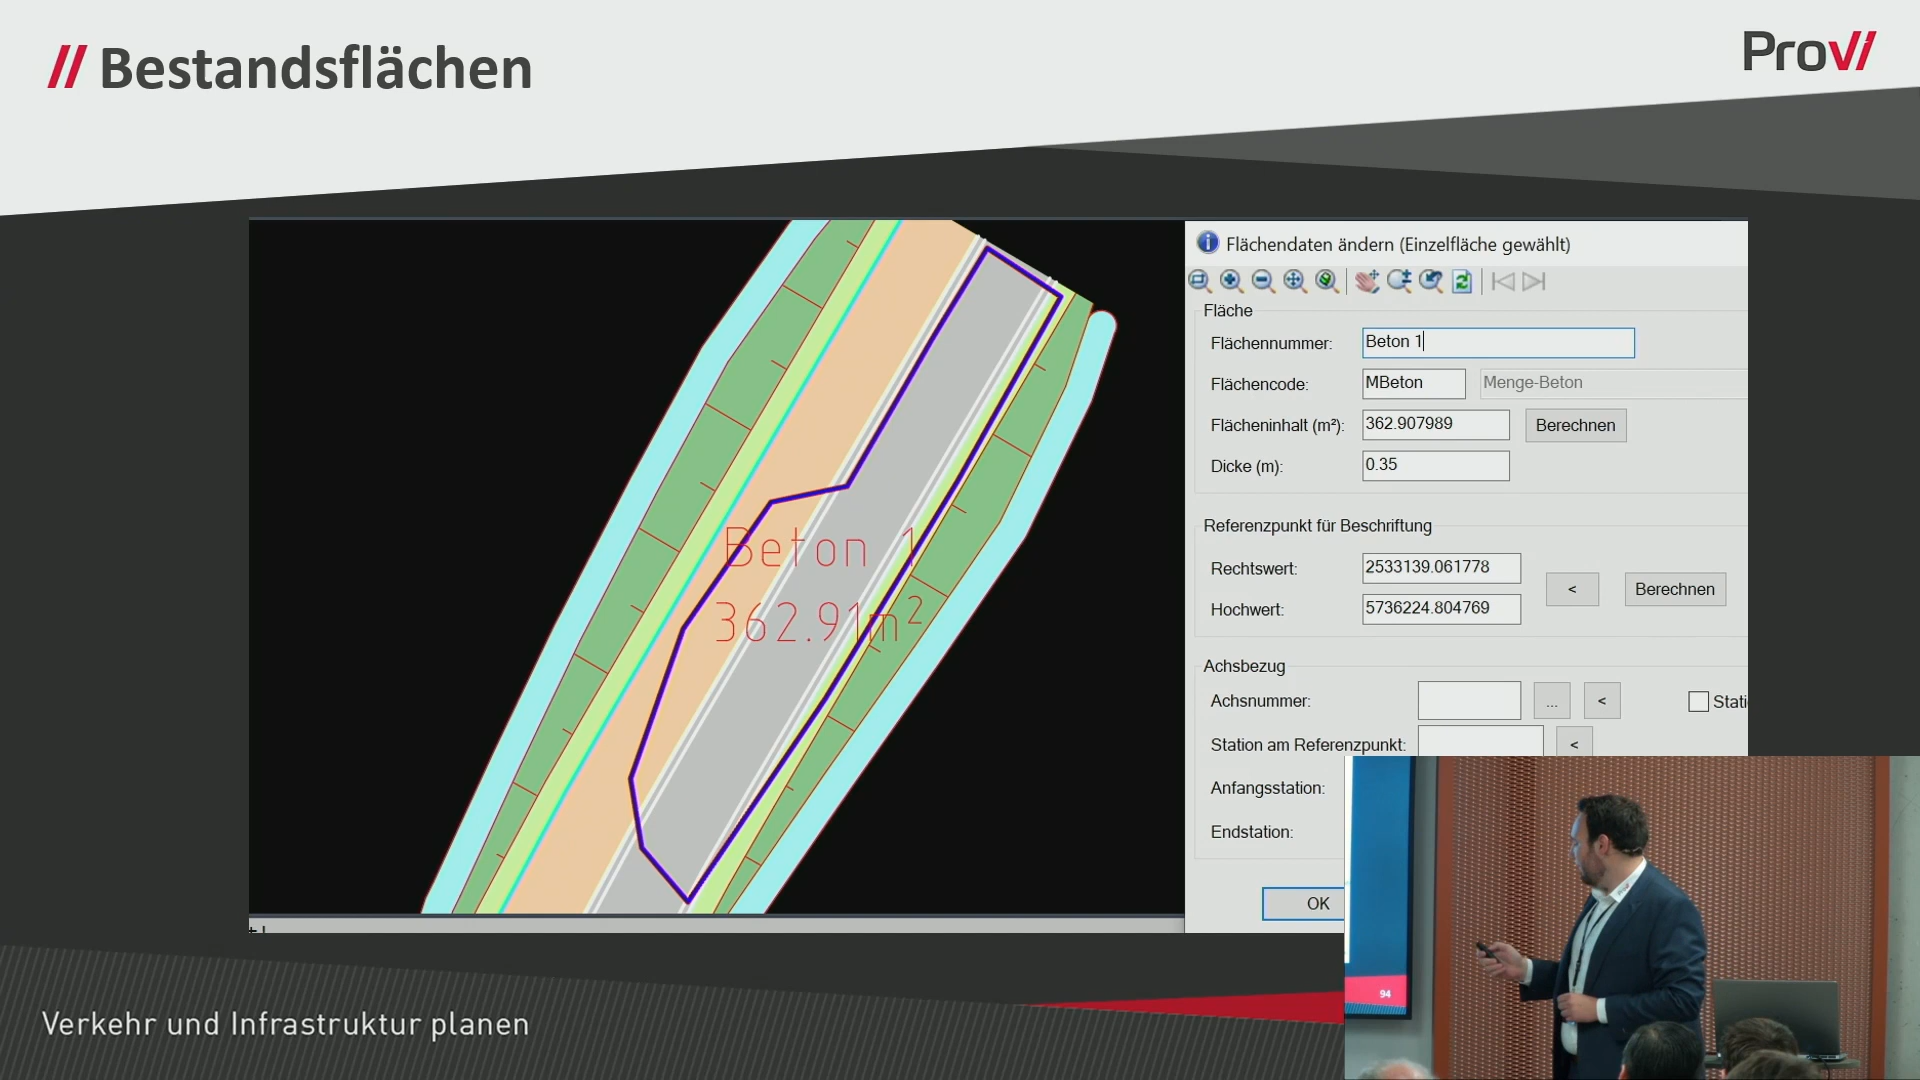 // Bestandsflächen
ProVI
Beton 1
362.91m²
Flächendaten ändern (Einzelfläche gewählt)
Fläche
Flächennummer: Beton 1
Flächencode: MBeton Menge-Beton
Flächeninhalt (m²): 362.907989 Berechnen
Dicke (m): 0.35
Referenzpunkt für Beschriftung
Rechtswert: 2533139.061778
< Berechnen
Hochwert: 5736224.804769
Achsbezug
Achsnummer: ... < Stati
Station am Referenzpunkt: <
Anfangsstation:
Endstation:
OK
94
Verkehr und Infrastruktur planen